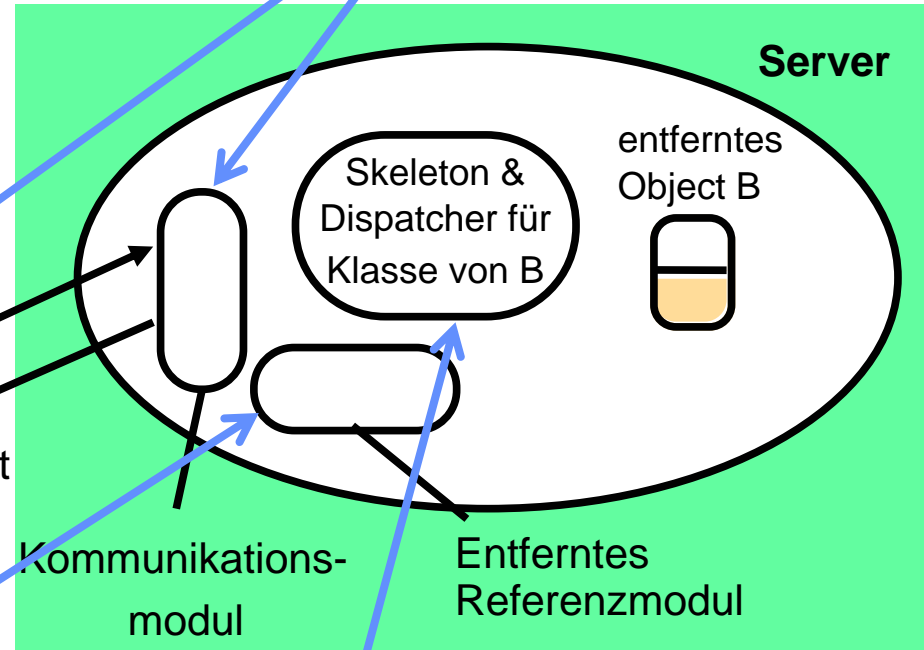 Server
entferntes
Object B
Skeleton &
Dispatcher für
Klasse von B
t
Kommunikations-
modul
Entferntes
Referenzmodul